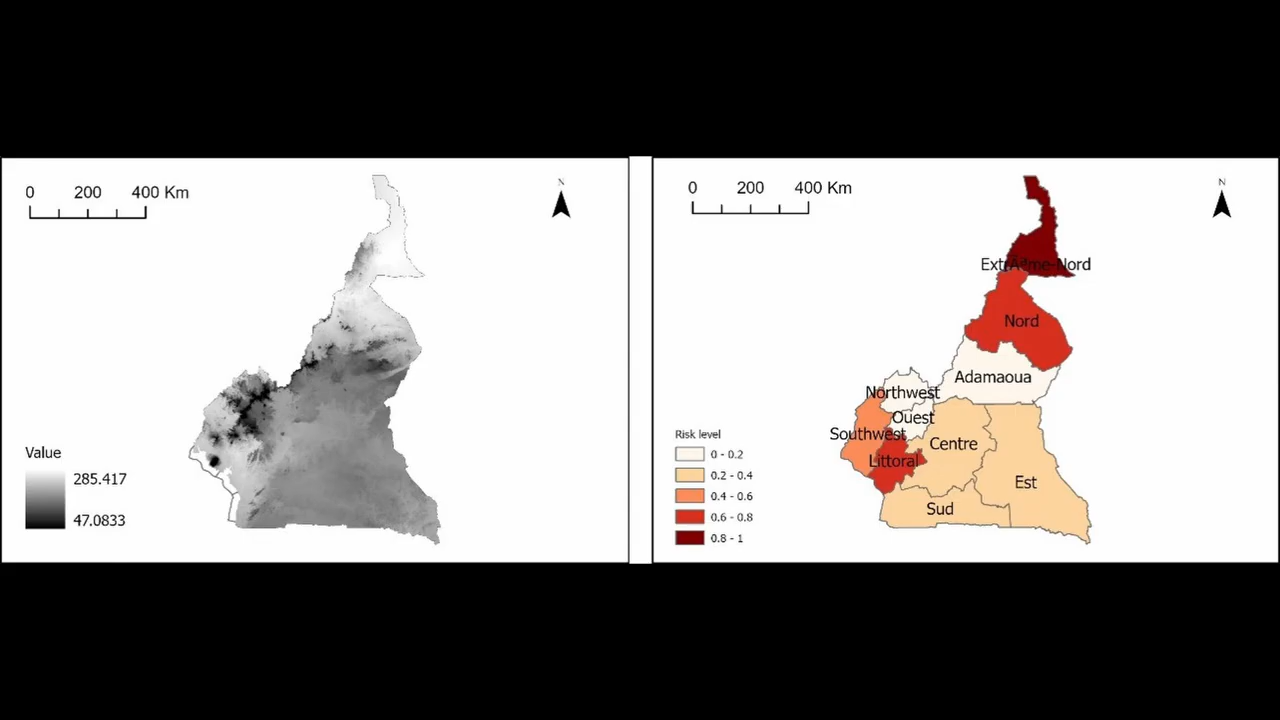 0 200 400 Km
N
Value
285.417
47.0833
0 200 400 Km
N
Nord
Adamaoua
Northwest
Ouest
Southwest
Centre
Littoral
Est
Sud
Risk level
0 - 0.2
0.2 - 0.4
0.4 - 0.6
0.6 - 0.8
0.8 - 1